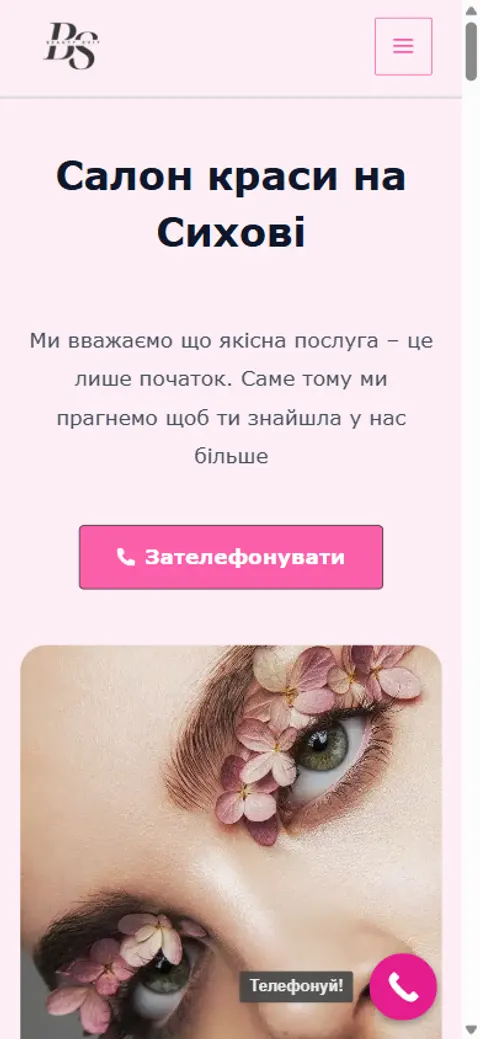 BS
Салон краси на
Сихові
Ми вважаємо що якісна послуга – це
лише початок. Саме тому ми
прагнемо щоб ти знайшла у нас
більше
Зателефонувати
Телефонуй!